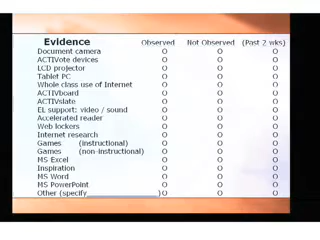 Evidence Observed Not Observed (Past 2 wks)
Document camera O O O
ACTIVote devices O O O
LCD projector O O O
Tablet PC O O O
Whole class use of Internet O O O
ACTIVboard O O O
ACTIVslate O O O
EL support: video / sound O O O
Accelerated reader O O O
Web lockers O O O
Internet research O O O
Games (instructional) O O O
Games (non-instructional) O O O
MS Excel O O O
Inspiration O O O
MS Word O O O
MS PowerPoint O O O
Other (specify____________________) O O O